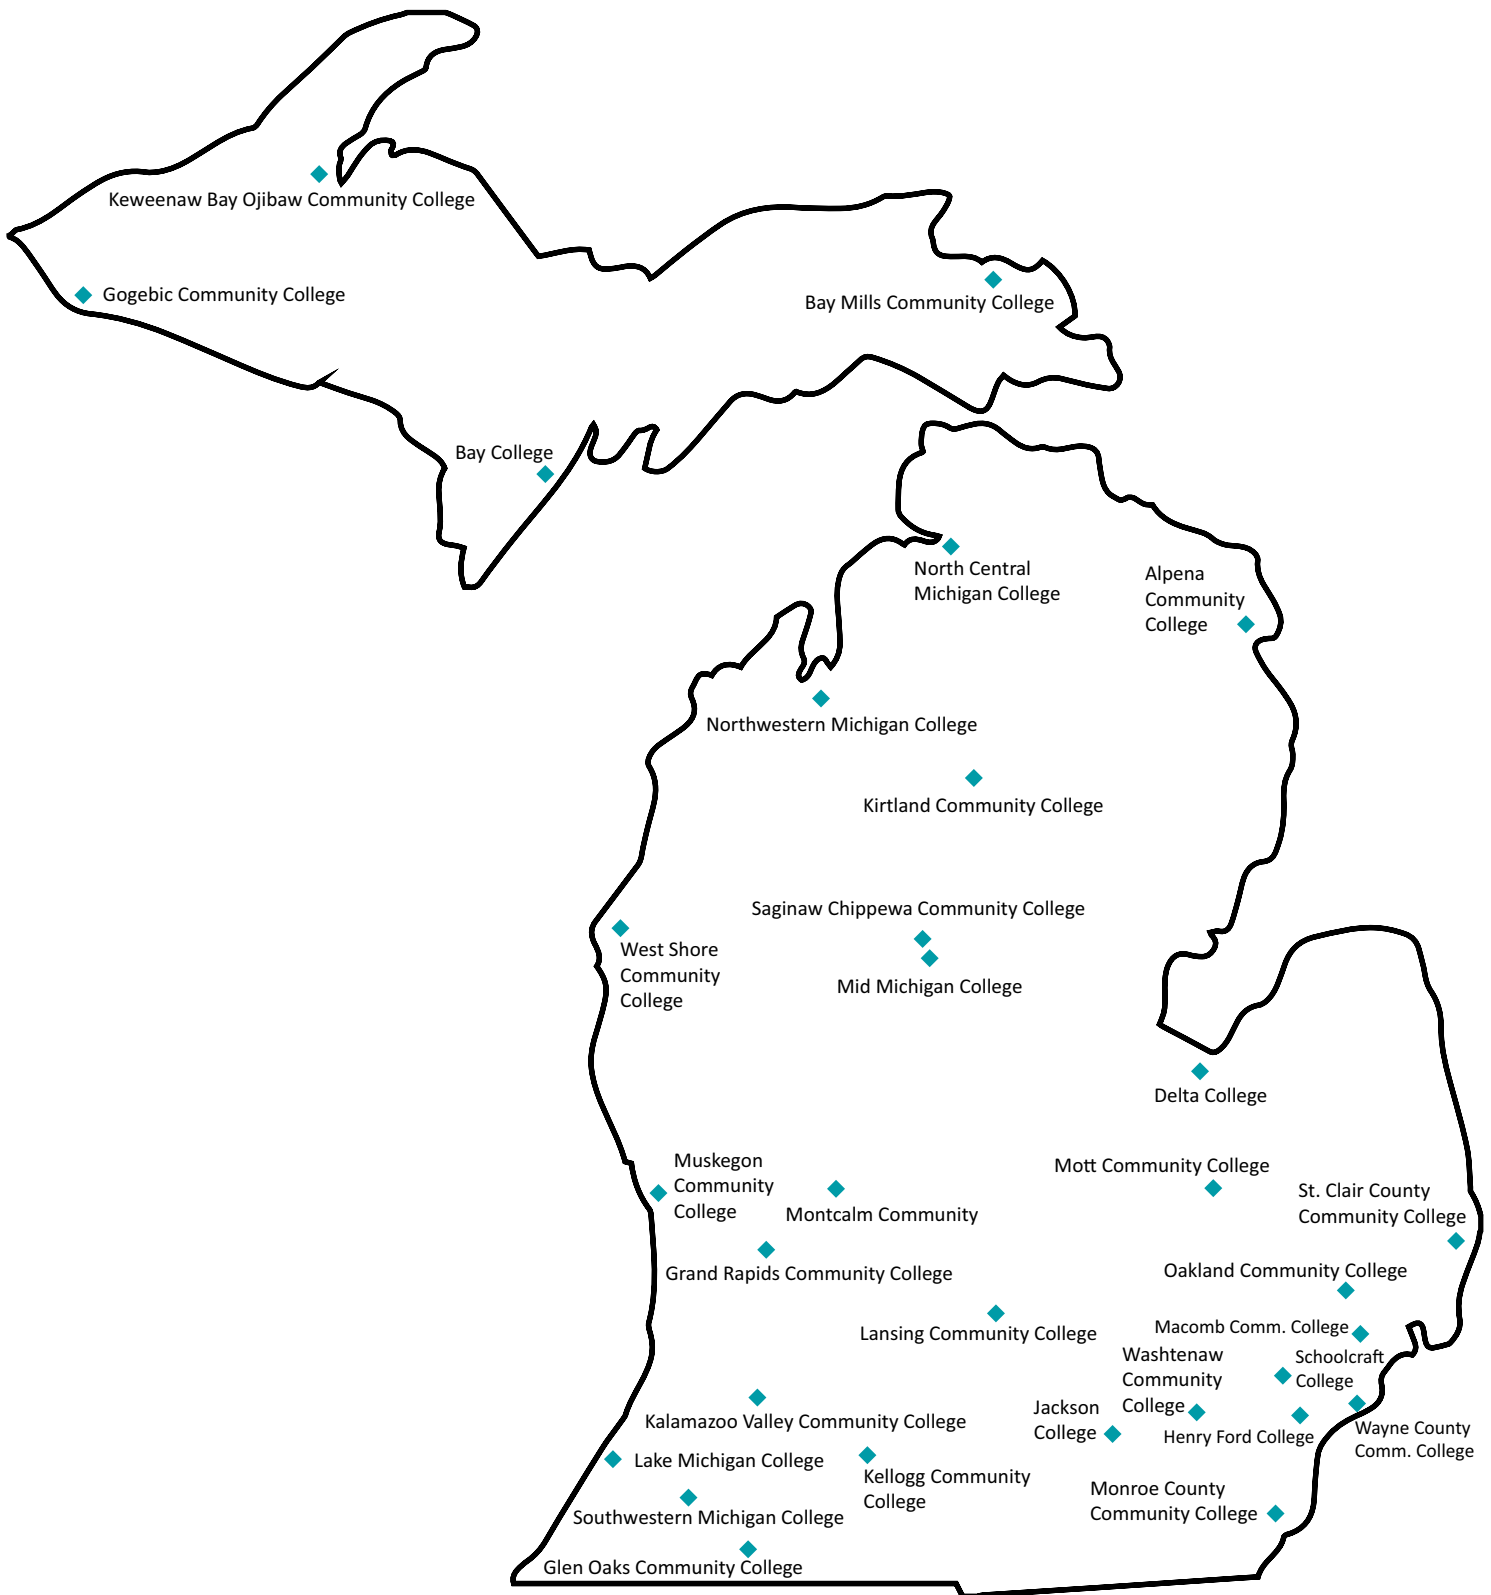 Keweenaw Bay Ojibaw Community College
Gogebic Community College
Bay Mills Community College
Bay College
North Central
Michigan College
Alpena
Community
College
Northwestern Michigan College
Kirtland Community College
Saginaw Chippewa Community College
West Shore
Community
College
Mid Michigan College
Delta College
Muskegon
Community
College
Montcalm Community
Mott Community College
St. Clair County
Community College
Grand Rapids Community College
Oakland Community College
Lansing Community College
Macomb Comm. College
Washtenaw
Community
College
Schoolcraft
College
Jackson
College
Kalamazoo Valley Community College
Henry Ford College
Wayne County
Comm. College
Lake Michigan College
Kellogg Community
College
Monroe County
Community College
Southwestern Michigan College
Glen Oaks Community College